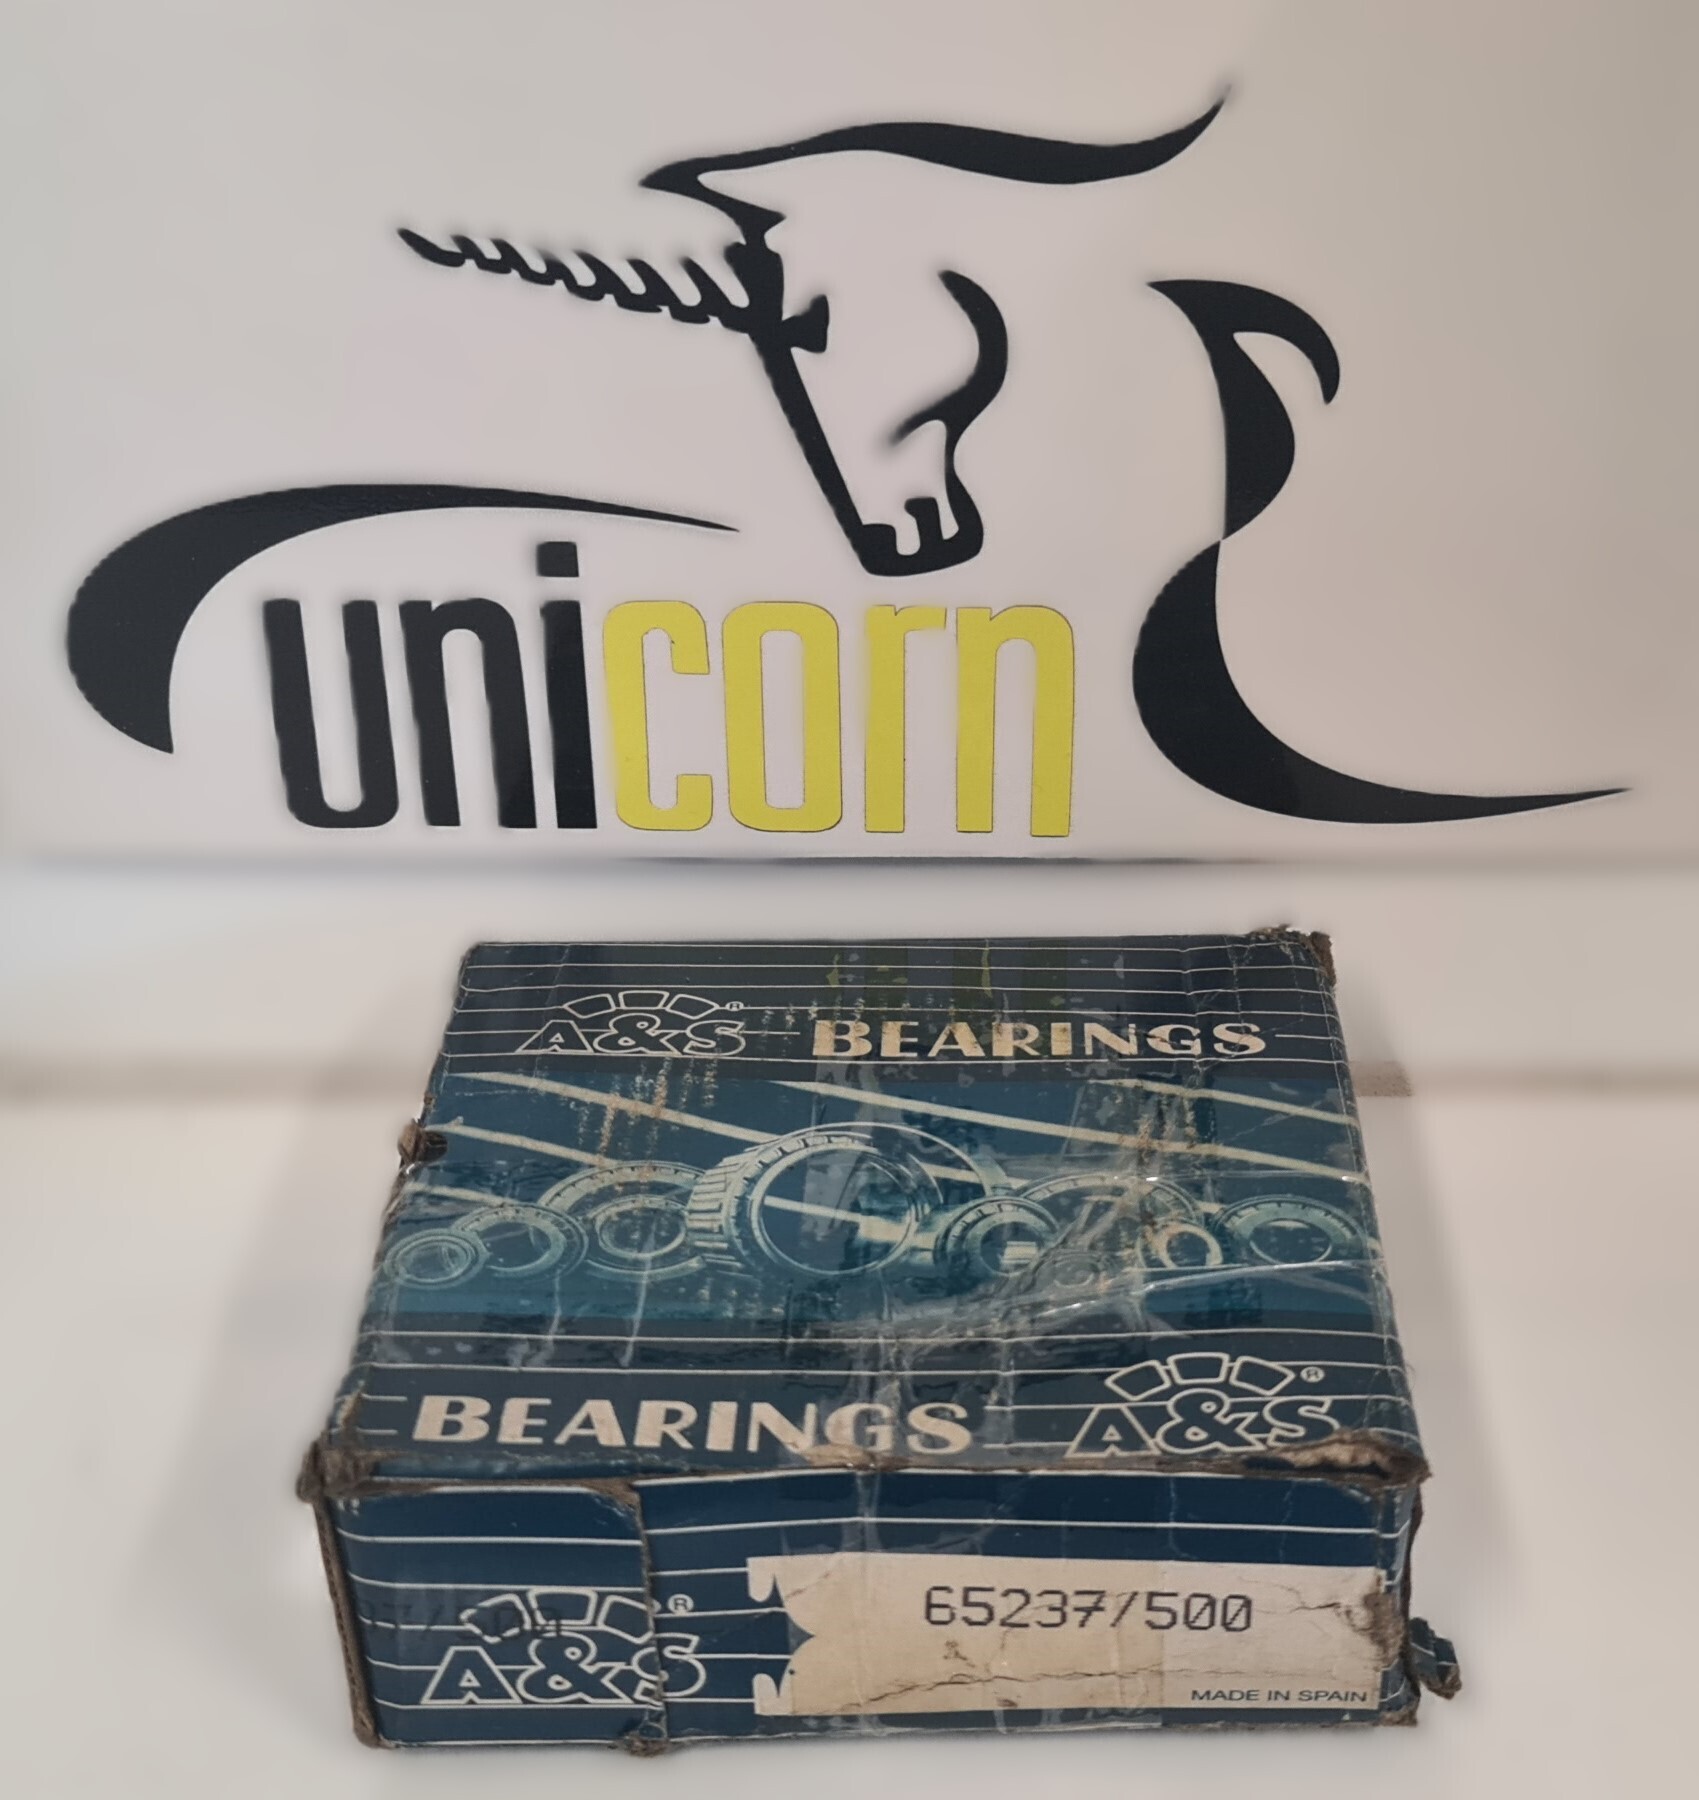 unicorn
A&S® BEARINGS
BEARINGS A&S®
A&S®
65237/500
MADE IN SPAIN